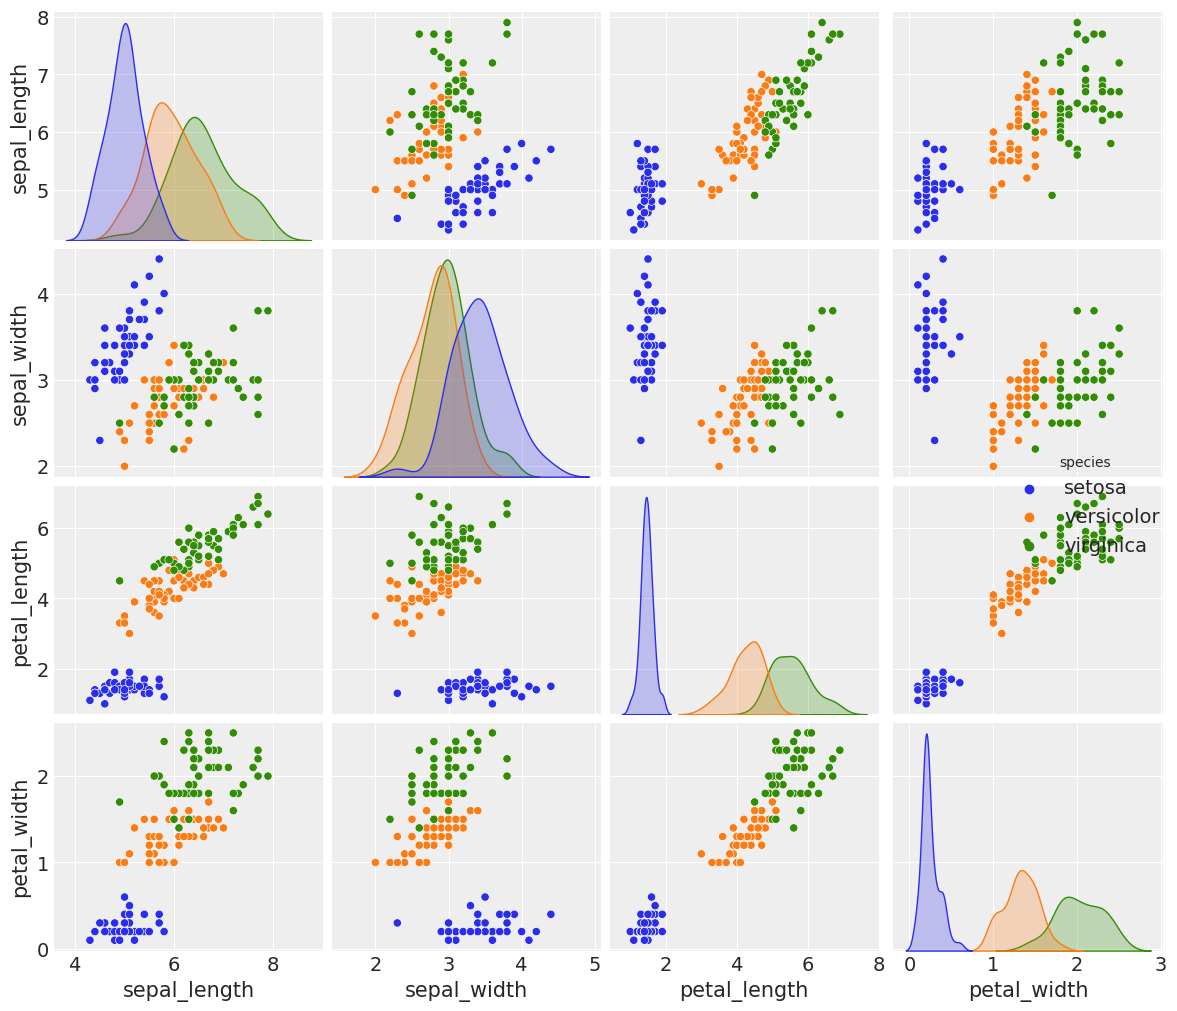 8
7
6
5
sepal_length
4
3
2
sepal_width
species
setosa
versicolor
virginica
6
4
2
petal_length
2
1
0
petal_width
4 6 8
2 3 4 5
2 4 6 8
0 1 2 3
sepal_length sepal_width petal_length petal_width